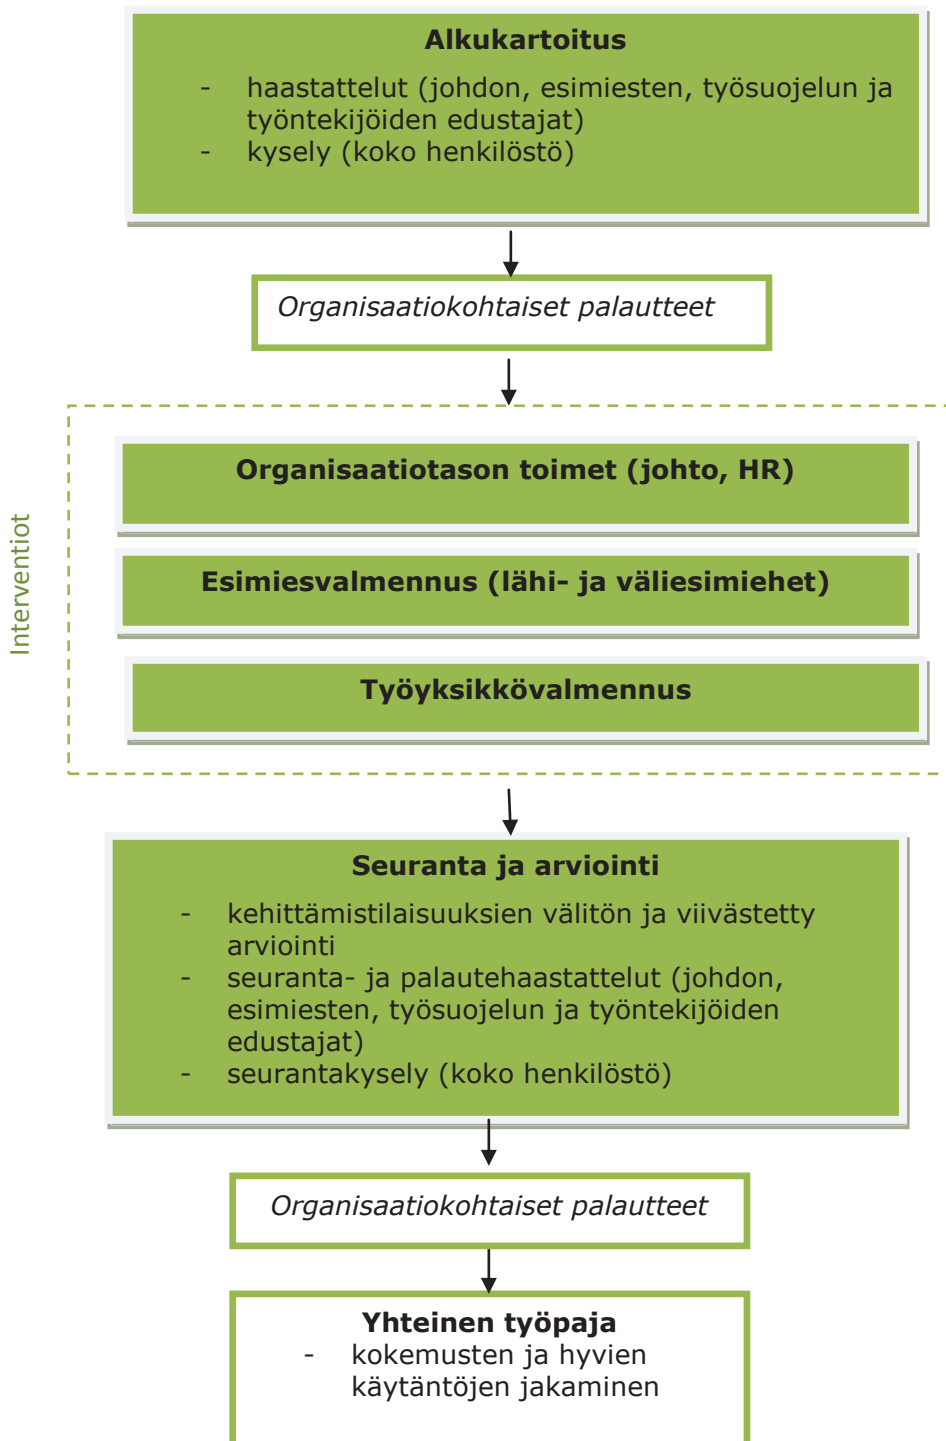 Alkukartoitus
- haastattelut (johdon, esimiesten, työsuojelun ja
työntekijöiden edustajat)
- kysely (koko henkilöstö)
Organisaatiokohtaiset palautteet
Interventiot
Organisaatiotason toimet (johto, HR)
Esimiesvalmennus (lähi- ja väliesimiehet)
Työyksikkövalmennus
Seuranta ja arviointi
- kehittämistilaisuuksien välitön ja viivästetty
arviointi
- seuranta- ja palautehaastattelut (johdon,
esimiesten, työsuojelun ja työntekijöiden
edustajat)
- seurantakysely (koko henkilöstö)
Organisaatiokohtaiset palautteet
Yhteinen työpaja
- kokemusten ja hyvien
käytäntöjen jakaminen